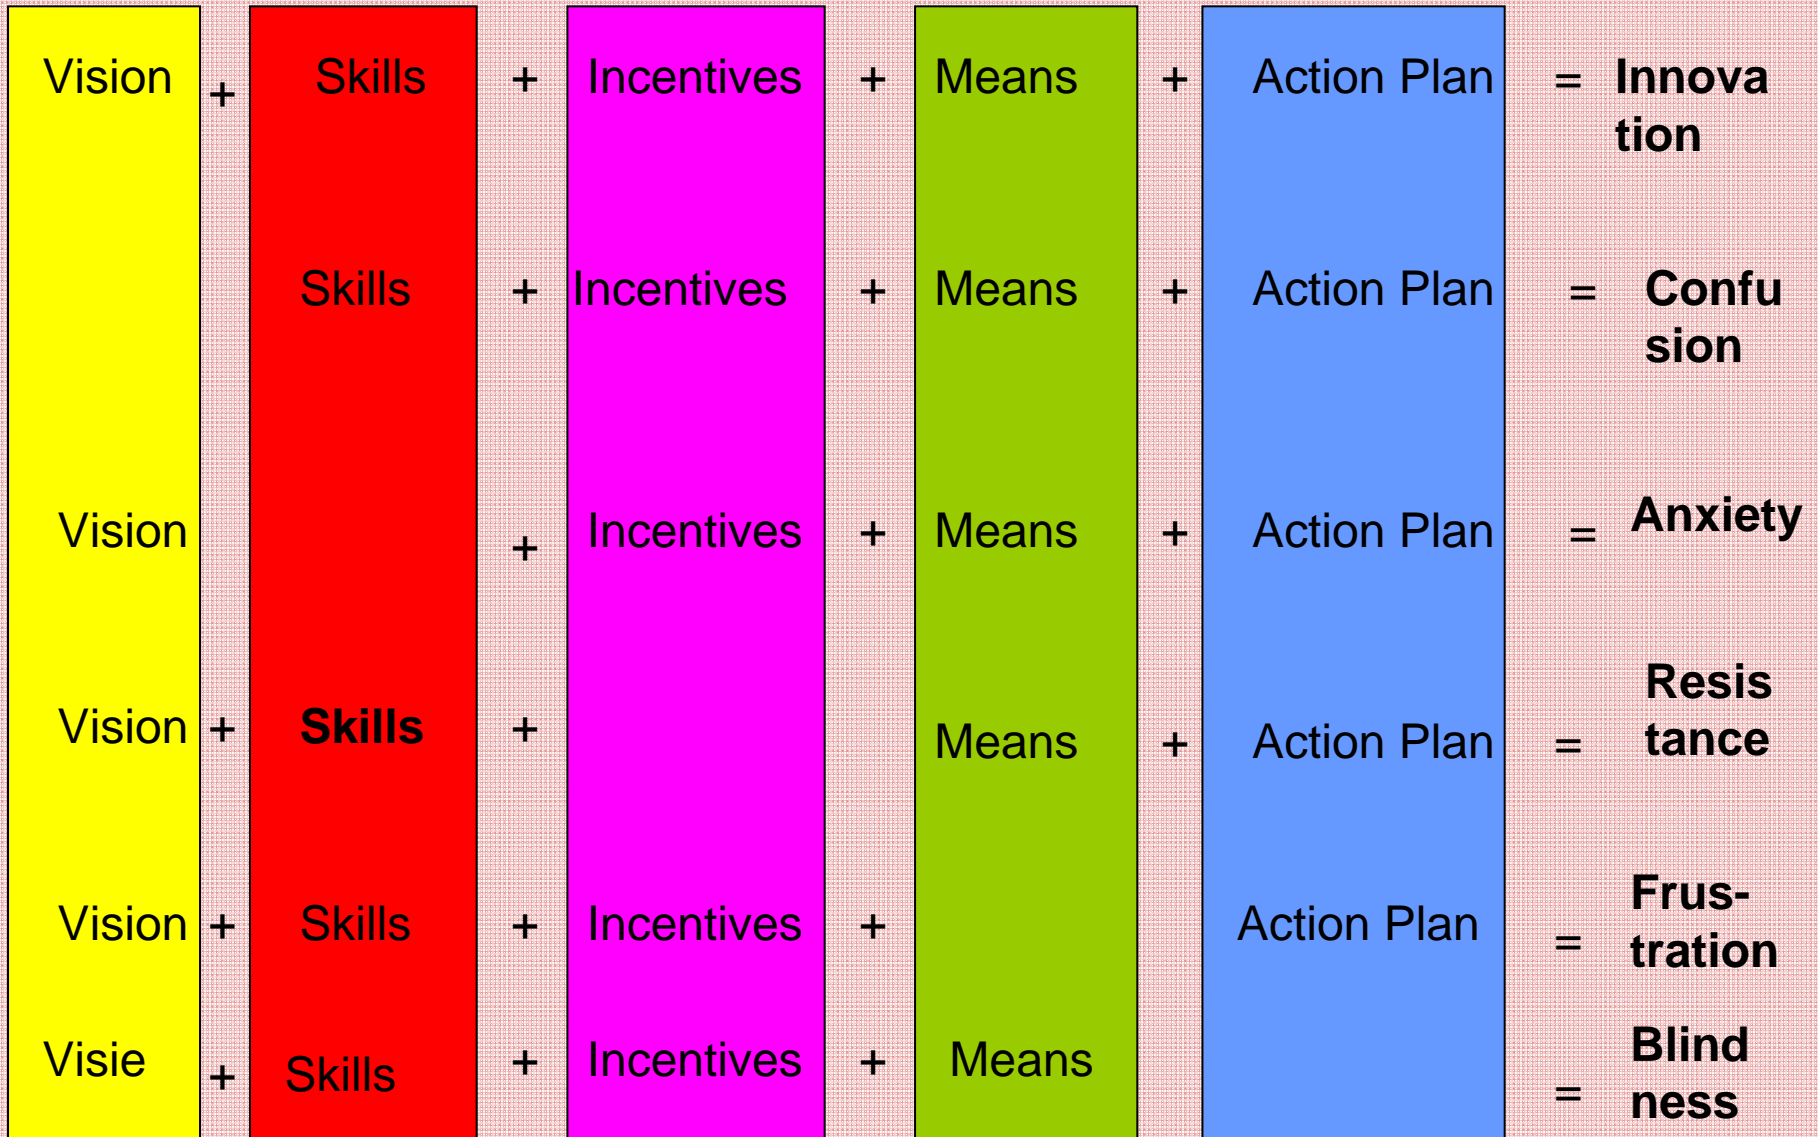 Vision + Skills + Incentives + Means + Action Plan = Innova
tion
Skills + Incentives + Means + Action Plan = Confu
sion
Vision + Incentives + Means + Action Plan = Anxiety
Vision + Skills + Means + Action Plan = Resis
tance
Vision + Skills + Incentives + Action Plan = Frus-
tration
Visie + Skills + Incentives + Means = Blind
ness